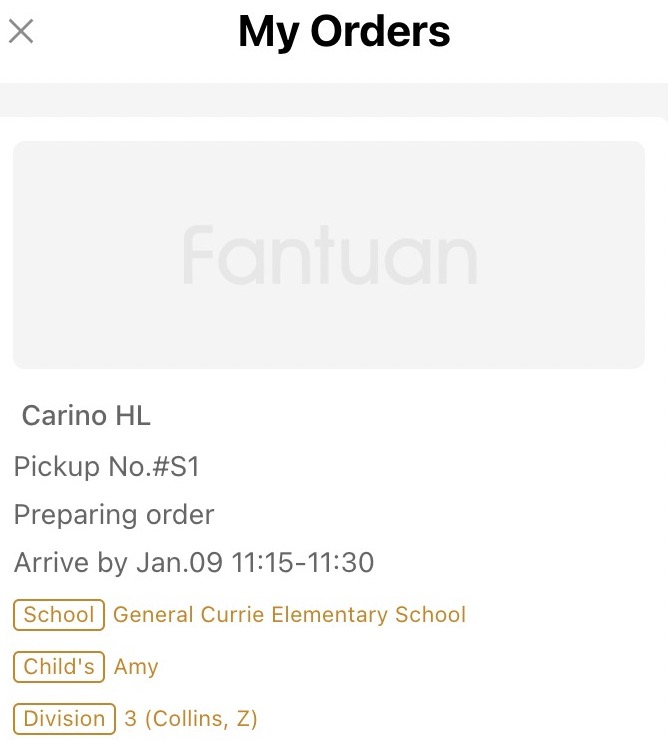 My Orders
Fantuan
Carino HL
Pickup No.#S1
Preparing order
Arrive by Jan.09 11:15-11:30
School General Currie Elementary School
Child's Amy
Division 3 (Collins, Z)